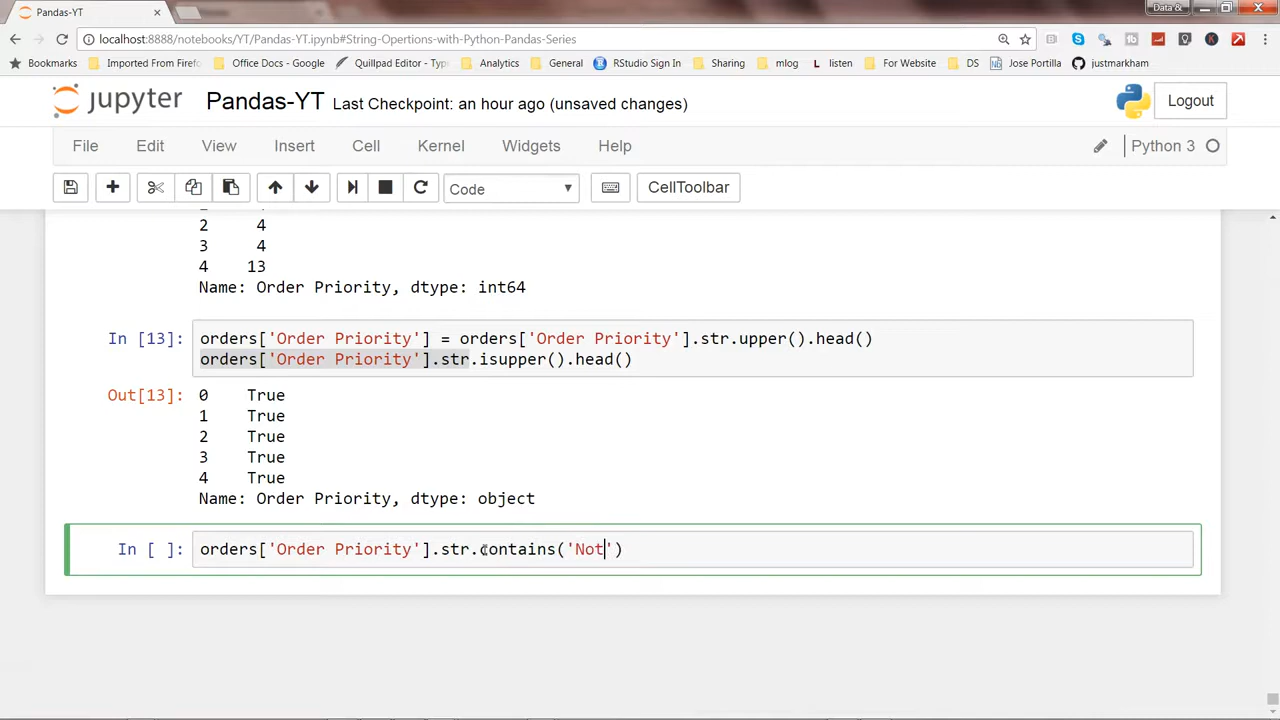 Pandas-YT
Data &
localhost:8888/notebooks/YT/Pandas-YT.ipynb#String-Opertions-with-Python-Pandas-Series
Bookmarks Imported From Firef Office Docs - Google Quillpad Editor - Typ Analytics General RStudio Sign In Sharing mlog listen For Website DS Jose Portilla justmarkham
jupyter Pandas-YT Last Checkpoint: an hour ago (unsaved changes) Logout
File Edit View Insert Cell Kernel Widgets Help Python 3
Code CellToolbar
2 4
3 4
4 13
Name: Order Priority, dtype: int64
In [13]: orders['Order Priority'] = orders['Order Priority'].str.upper().head()
orders['Order Priority'].str.isupper().head()
Out[13]: 0 True
1 True
2 True
3 True
4 True
Name: Order Priority, dtype: object
In [ ]: orders['Order Priority'].str.contains('Not')